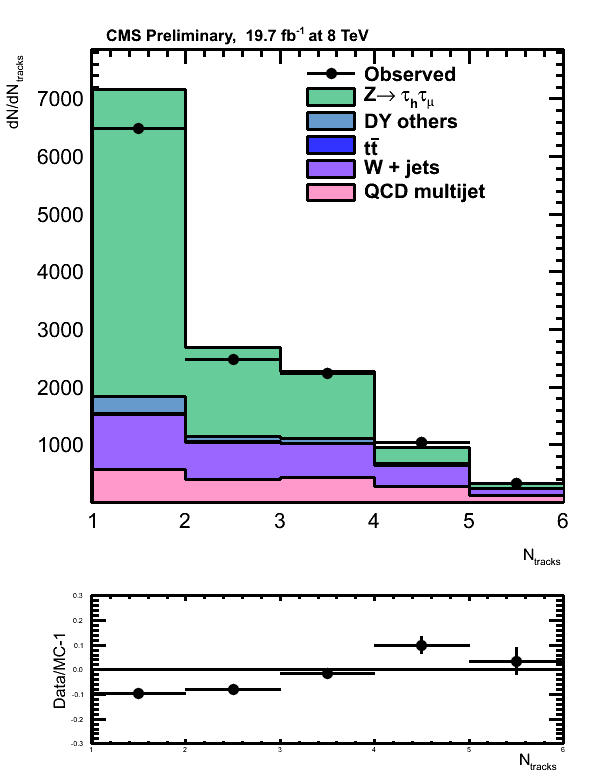 CMS Preliminary, 19.7 fb⁻¹ at 8 TeV
dN/dN_tracks
7000
6000
5000
4000
3000
2000
1000
Observed
Z→ τ_hτ_μ
DY others
tt̄
W + jets
QCD multijet
1 2 3 4 5 6
N_tracks
Data/MC-1
0.3
0.2
0.1
0.0
-0.1
-0.2
-0.3
1 2 3 4 5 6
N_tracks